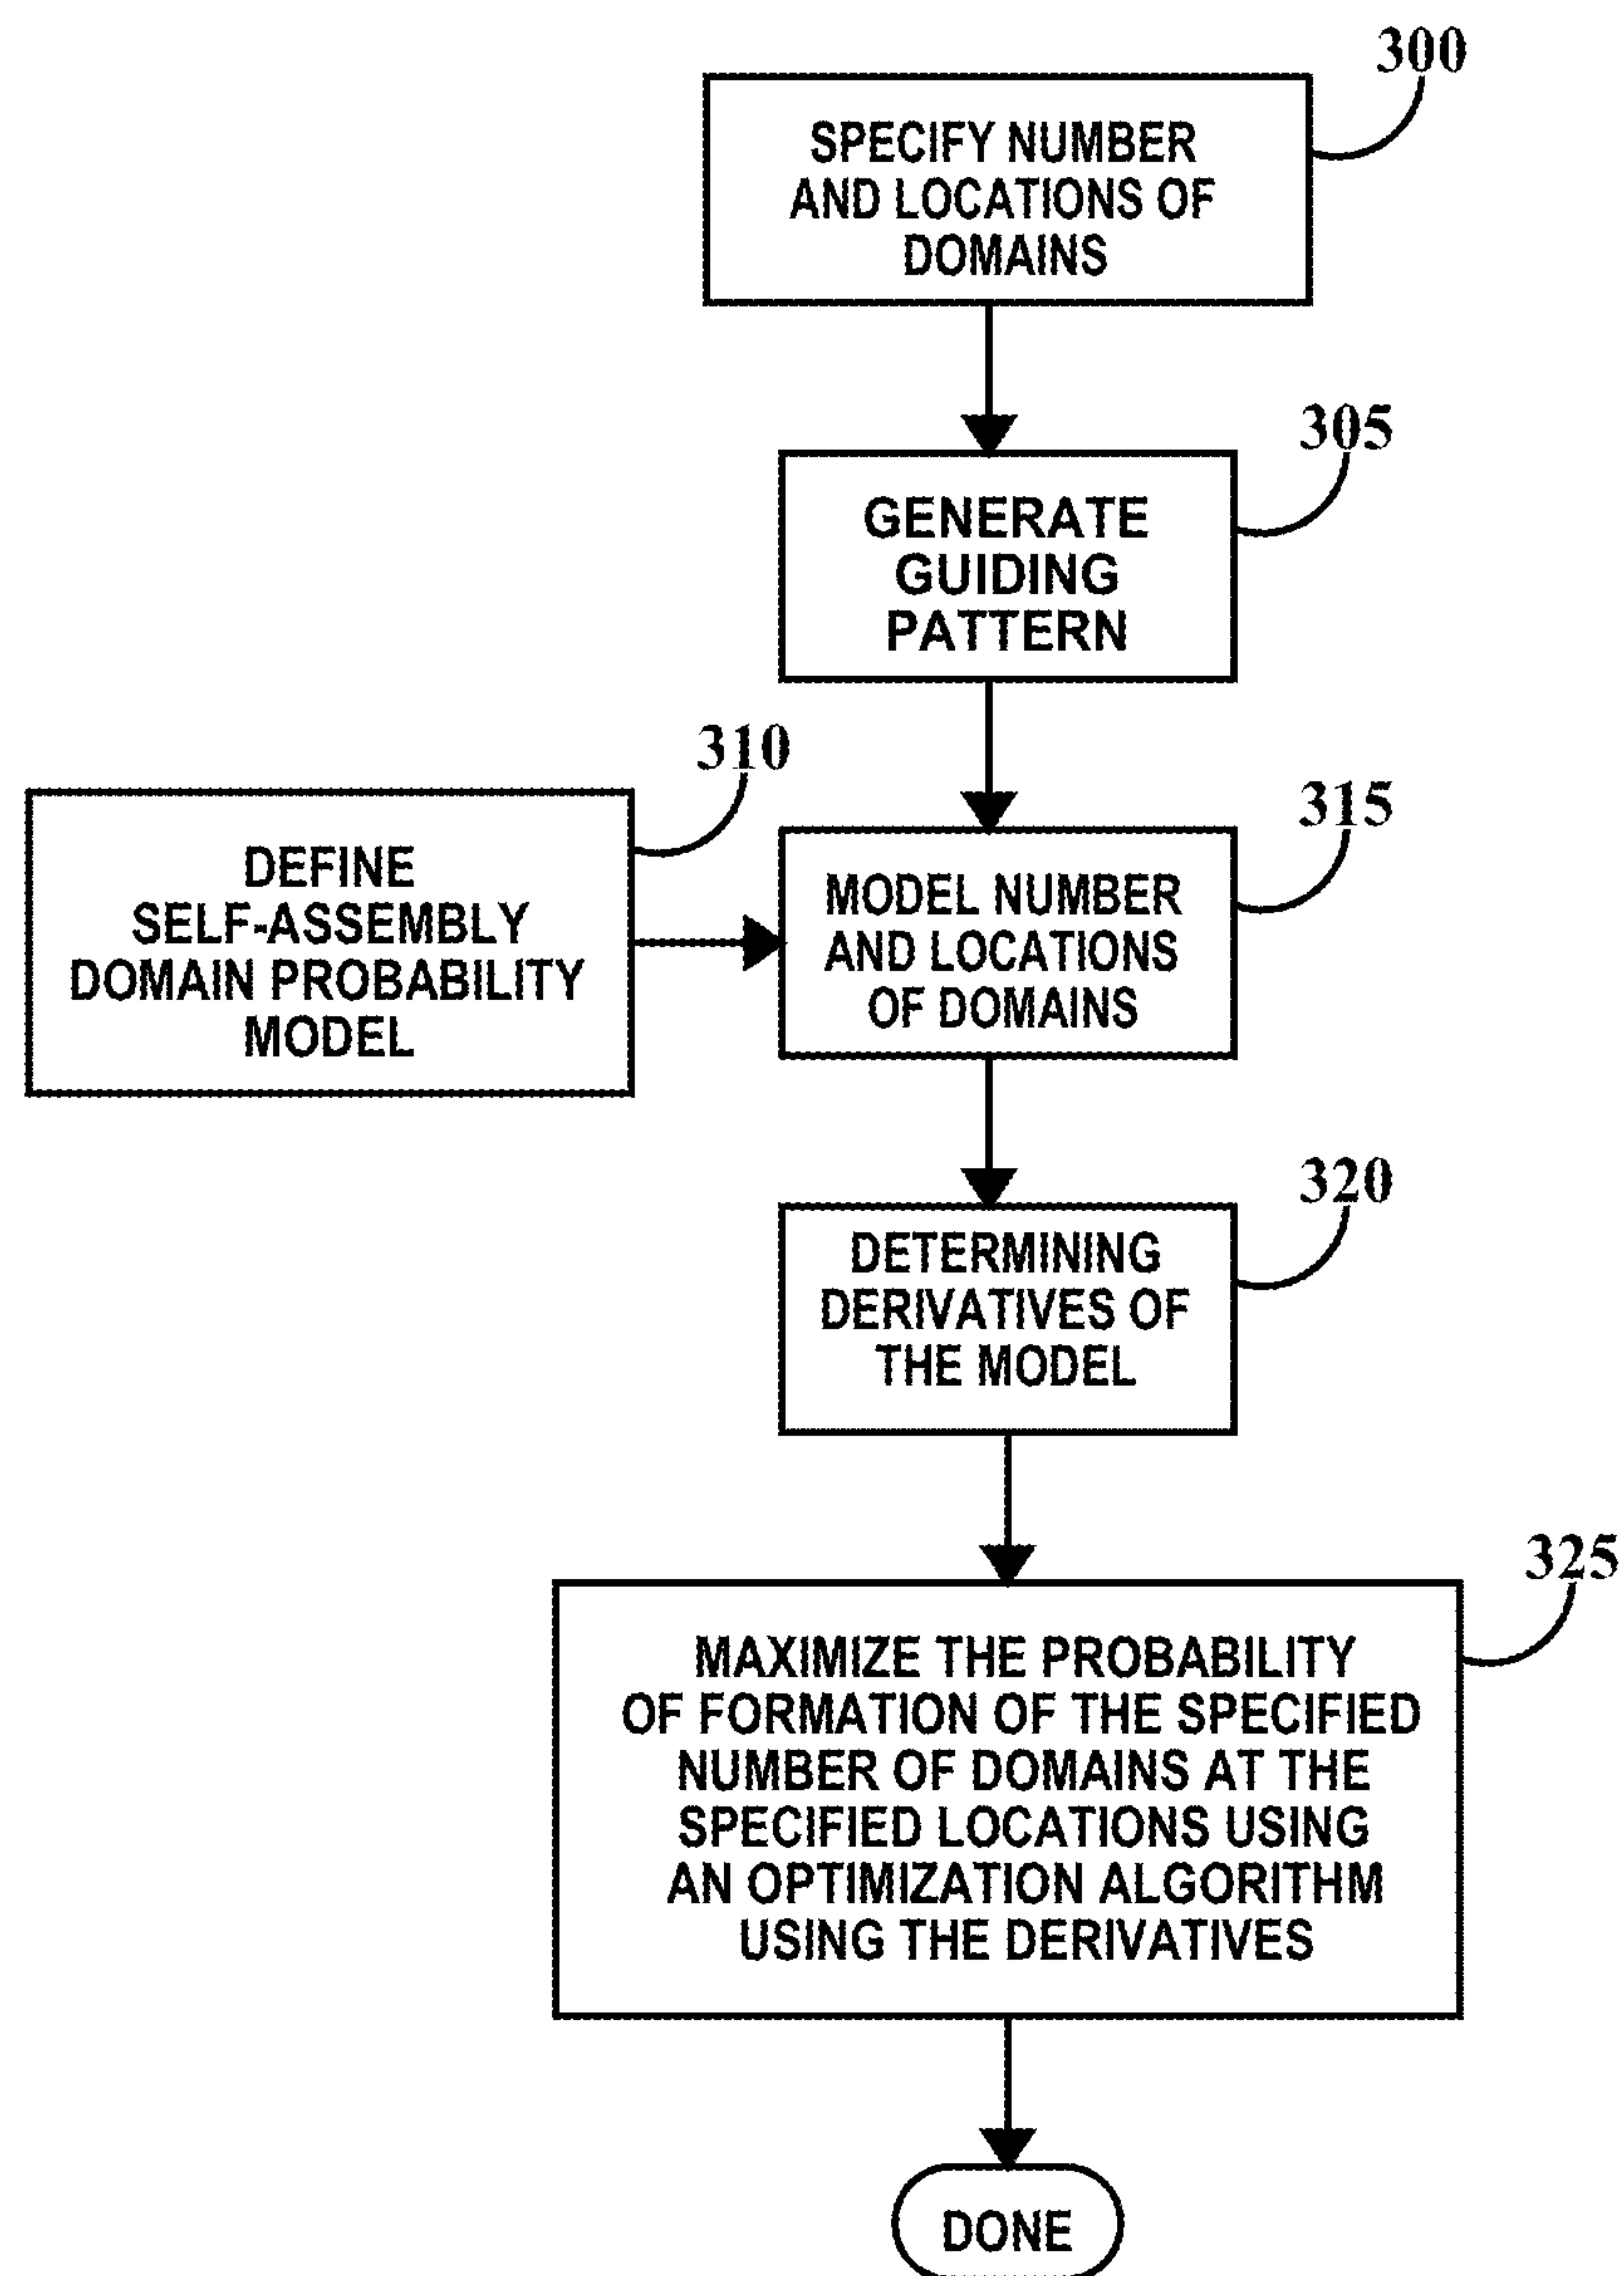 300
SPECIFY NUMBER
AND LOCATIONS OF
DOMAINS
305
GENERATE
GUIDING
PATTERN
310
DEFINE
SELF-ASSEMBLY
DOMAIN PROBABILITY
MODEL
315
MODEL NUMBER
AND LOCATIONS
OF DOMAINS
320
DETERMINING
DERIVATIVES OF
THE MODEL
325
MAXIMIZE THE PROBABILITY
OF FORMATION OF THE SPECIFIED
NUMBER OF DOMAINS AT THE
SPECIFIED LOCATIONS USING
AN OPTIMIZATION ALGORITHM
USING THE DERIVATIVES
DONE